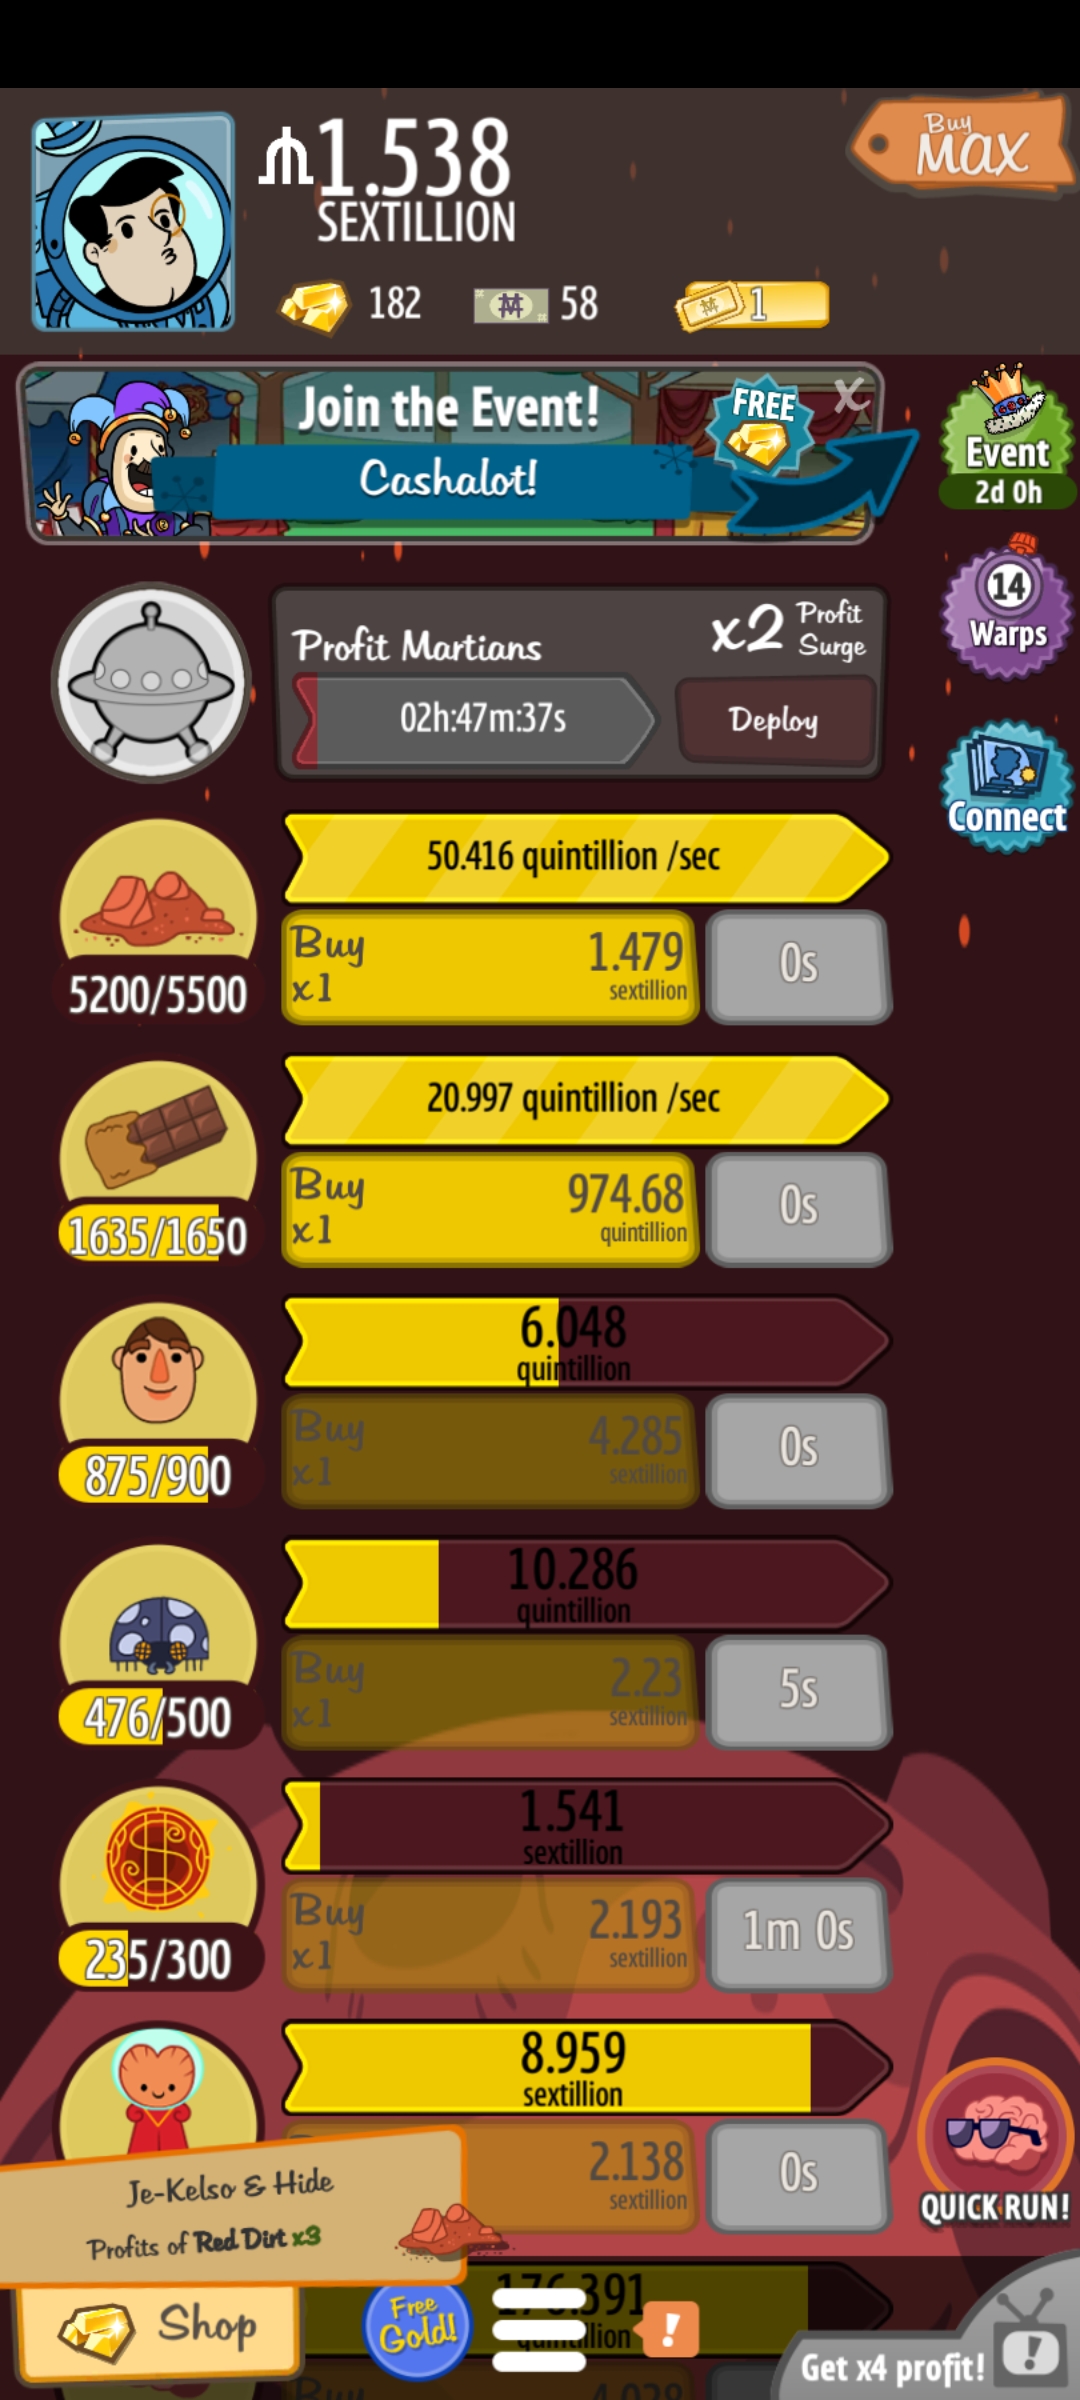 1.538
SEXTILLION
Buy
MAX
182
58
1
Join the Event!
FREE
X
Cashalot!
Event
2d 0h
14
Warps
Profit Martians
x2 Profit Surge
02h:47m:37s
Deploy
Connect
50.416 quintillion /sec
Buy
x1
1.479
sextillion
0s
5200/5500
20.997 quintillion /sec
Buy
x1
974.68
quintillion
0s
1635/1650
6.048
quintillion
Buy
x1
4.285
sextillion
0s
875/900
10.286
quintillion
Buy
x1
2.23
sextillion
5s
476/500
1.541
sextillion
Buy
x1
2.193
sextillion
1m 0s
235/300
8.959
sextillion
2.138
sextillion
0s
QUICK RUN!
Je-Kelso & Hide
Profits of Red Dirt x3
176.391
quintillion
Shop
Free
Gold!
!
Get x4 profit!
!
Buy
4.028